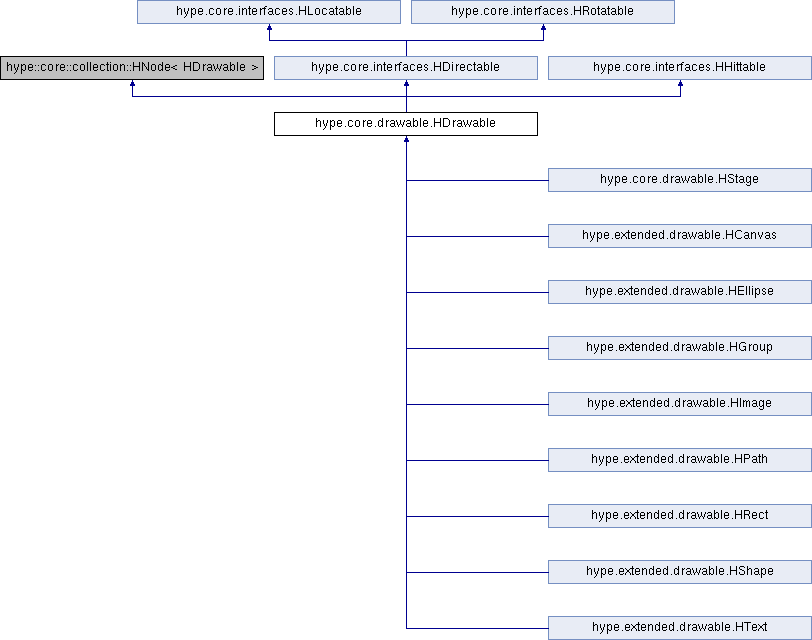 hype.core.interfaces.HLocatable
hype.core.interfaces.HRotatable
hype::core::collection::HNode< HDrawable >
hype.core.interfaces.HDirectable
hype.core.interfaces.HHittable
hype.core.drawable.HDrawable
hype.core.drawable.HStage
hype.extended.drawable.HCanvas
hype.extended.drawable.HEllipse
hype.extended.drawable.HGroup
hype.extended.drawable.HImage
hype.extended.drawable.HPath
hype.extended.drawable.HRect
hype.extended.drawable.HShape
hype.extended.drawable.HText